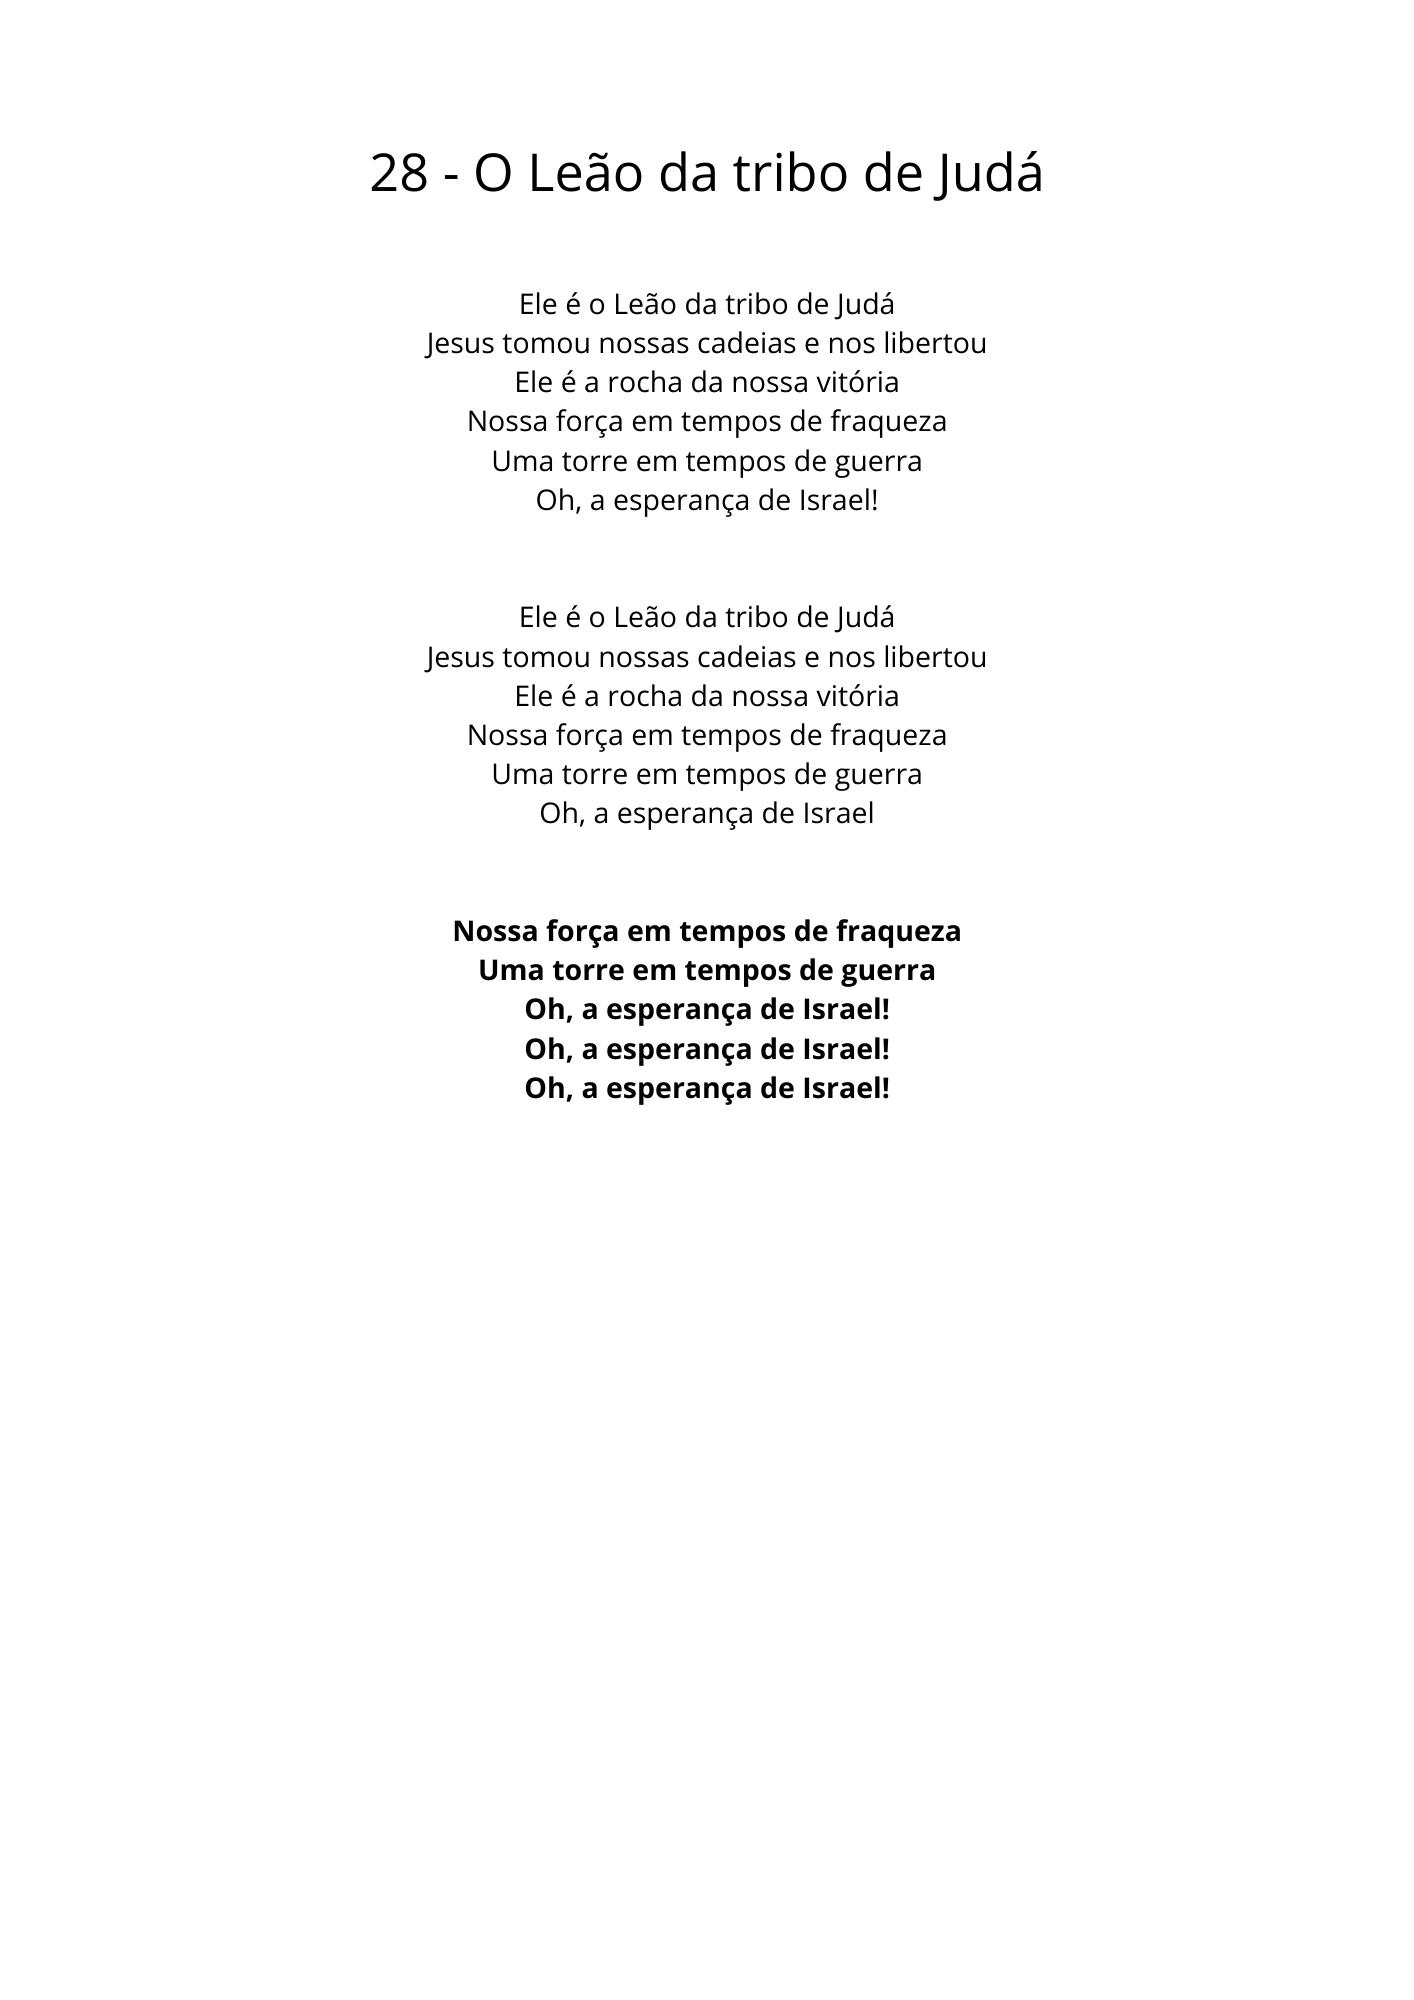 28 - O Leão da tribo de Judá
Ele é o Leão da tribo de Judá
Jesus tomou nossas cadeias e nos libertou
Ele é a rocha da nossa vitória
Nossa força em tempos de fraqueza
Uma torre em tempos de guerra
Oh, a esperança de Israel!
Ele é o Leão da tribo de Judá
Jesus tomou nossas cadeias e nos libertou
Ele é a rocha da nossa vitória
Nossa força em tempos de fraqueza
Uma torre em tempos de guerra
Oh, a esperança de Israel
Nossa força em tempos de fraqueza
Uma torre em tempos de guerra
Oh, a esperança de Israel!
Oh, a esperança de Israel!
Oh, a esperança de Israel!